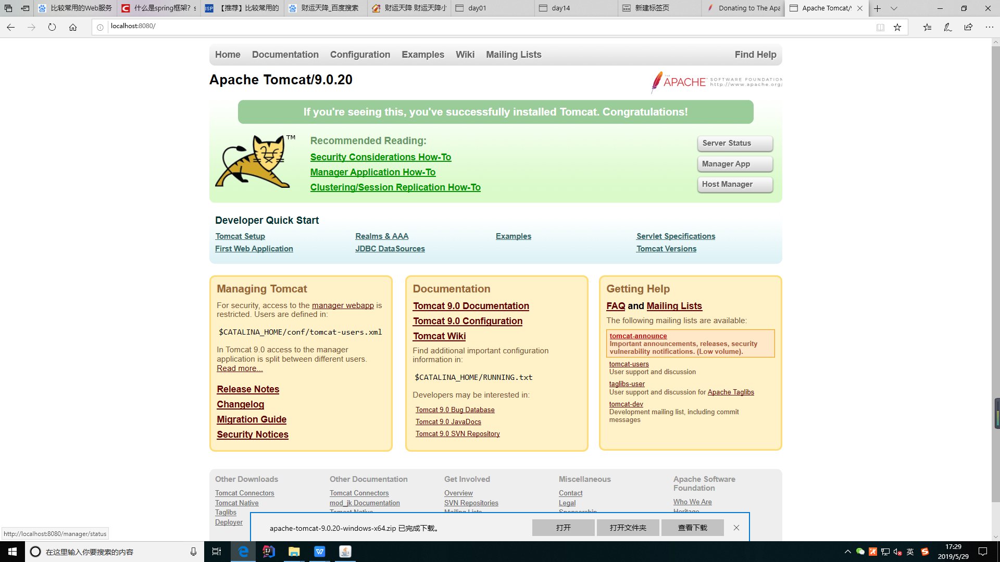 比较常用的Web服务
什么是spring框架? s
【推荐】比较常用的
财运天降_百度搜索
财运天降 财运天降小
day01
day14
新建标签页
Donating to The Apa
Apache Tomcat/
localhost:8080/
Home Documentation Configuration Examples Wiki Mailing Lists Find Help
Apache Tomcat/9.0.20
THE APACHE SOFTWARE FOUNDATION
http://www.apache.org/
If you're seeing this, you've successfully installed Tomcat. Congratulations!
TM
Recommended Reading:
Security Considerations How-To
Manager Application How-To
Clustering/Session Replication How-To
Server Status
Manager App
Host Manager
Developer Quick Start
Tomcat Setup
First Web Application
Realms & AAA
JDBC DataSources
Examples
Servlet Specifications
Tomcat Versions
Managing Tomcat
For security, access to the manager webapp is
restricted. Users are defined in:
$CATALINA_HOME/conf/tomcat-users.xml
In Tomcat 9.0 access to the manager
application is split between different users.
Read more...
Release Notes
Changelog
Migration Guide
Security Notices
Documentation
Tomcat 9.0 Documentation
Tomcat 9.0 Configuration
Tomcat Wiki
Find additional important configuration
information in:
$CATALINA_HOME/RUNNING.txt
Developers may be interested in:
Tomcat 9.0 Bug Database
Tomcat 9.0 JavaDocs
Tomcat 9.0 SVN Repository
Getting Help
FAQ and Mailing Lists
The following mailing lists are available:
tomcat-announce
Important announcements, releases, security
vulnerability notifications. (Low volume).
tomcat-users
User support and discussion
taglibs-user
User support and discussion for Apache Taglibs
tomcat-dev
Development mailing list, including commit
messages
Other Downloads
Tomcat Connectors
Tomcat Native
Taglibs
Deployer
Other Documentation
Tomcat Connectors
mod_jk Documentation
Tomcat Native
Get Involved
Overview
SVN Repositories
Mailing Lists
Miscellaneous
Contact
Legal
Sponsorship
Apache Software
Foundation
Who We Are
Heritage
apache-tomcat-9.0.20-windows-x64.zip 已完成下载。
打开
打开文件夹
查看下载
http://localhost:8080/manager/status
在这里输入你要搜索的内容
英
17:29
2019/5/29